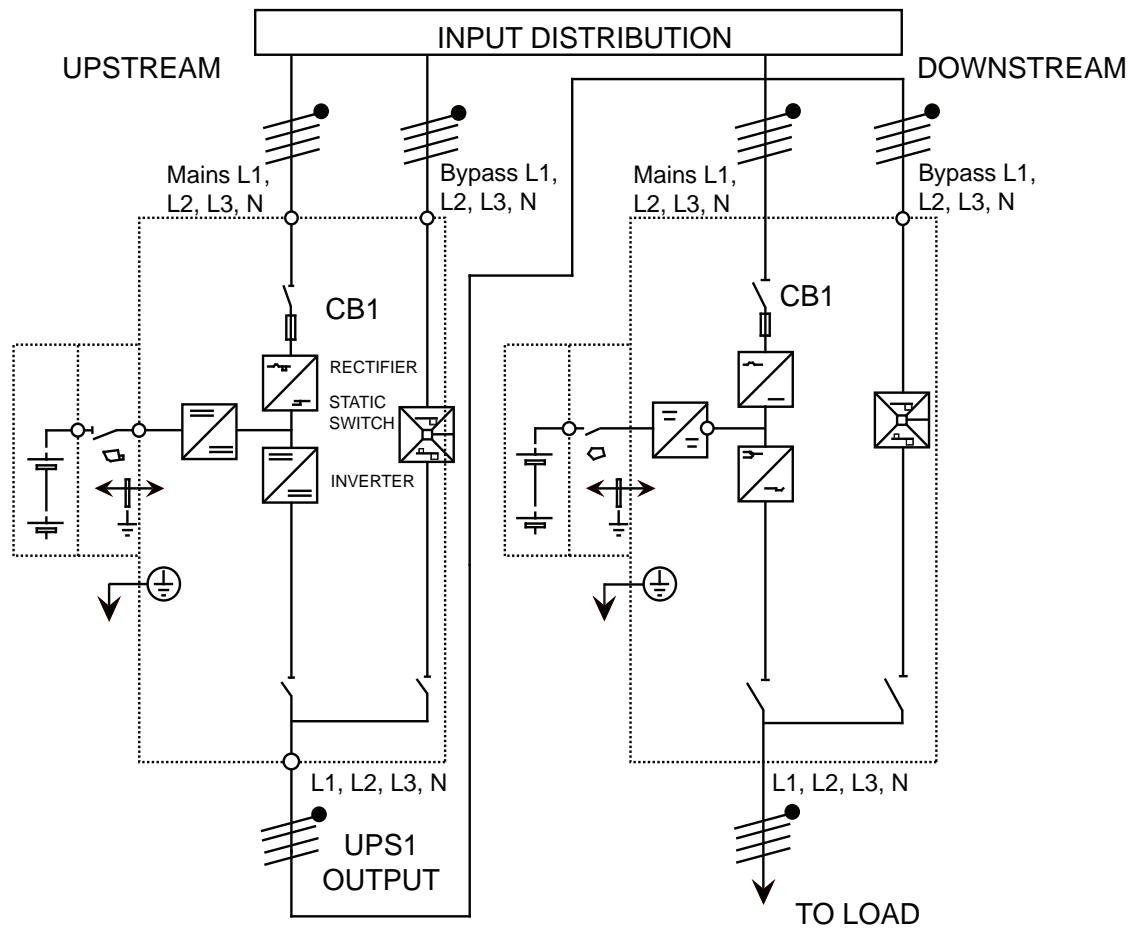 INPUT DISTRIBUTION
UPSTREAM
DOWNSTREAM
Mains L1,
L2, L3, N
Bypass L1,
L2, L3, N
Mains L1,
L2, L3, N
Bypass L1,
L2, L3, N
CB1
CB1
RECTIFIER
STATIC
SWITCH
INVERTER
L1, L2, L3, N
L1, L2, L3, N
UPS1
OUTPUT
TO LOAD